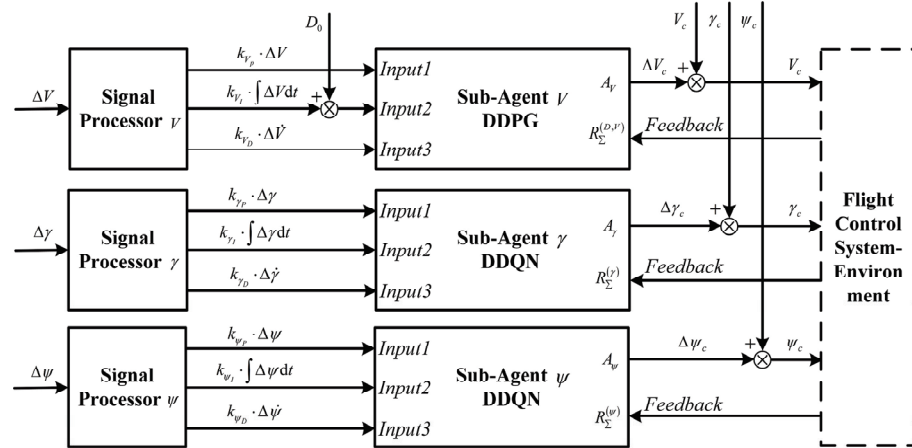 D₀
V_c
γ_c
ψ_c
ΔV
Signal
Processor V
k_{V_p} · ΔV
k_{V_I} · ∫ΔVdt
k_{V_D} · ΔV̇
+
Input1
Input2
Input3
Sub-Agent V
DDPG
A_V
R_Σ^{(D,V)}
ΔV_c
+
V_c
Feedback
Δγ
Signal
Processor γ
k_{γ_P} · Δγ
k_{γ_I} · ∫Δγdt
k_{γ_D} · Δγ̇
Input1
Input2
Input3
Sub-Agent γ
DDQN
A_γ
R_Σ^{(γ)}
Δγ_c
+
γ_c
Feedback
Δψ
Signal
Processor ψ
k_{ψ_P} · Δψ
k_{ψ_I} · ∫Δψdt
k_{ψ_D} · Δψ̇
Input1
Input2
Input3
Sub-Agent ψ
DDQN
A_ψ
R_Σ^{(ψ)}
Δψ_c
+
ψ_c
Feedback
Flight
Control
System-
Environ
ment